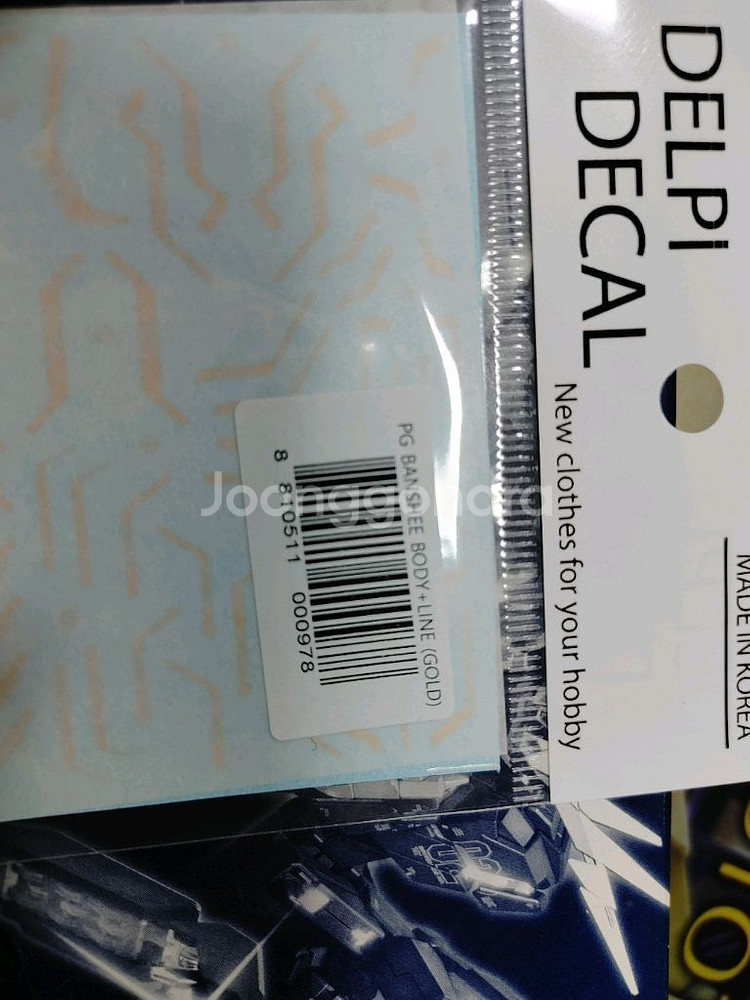 DELPI
DECAL
New clothes for your hobby
MADE IN KOREA
PG BANSHEE BODY+LINE (GOLD)
8 810511 000978
Joonggonara